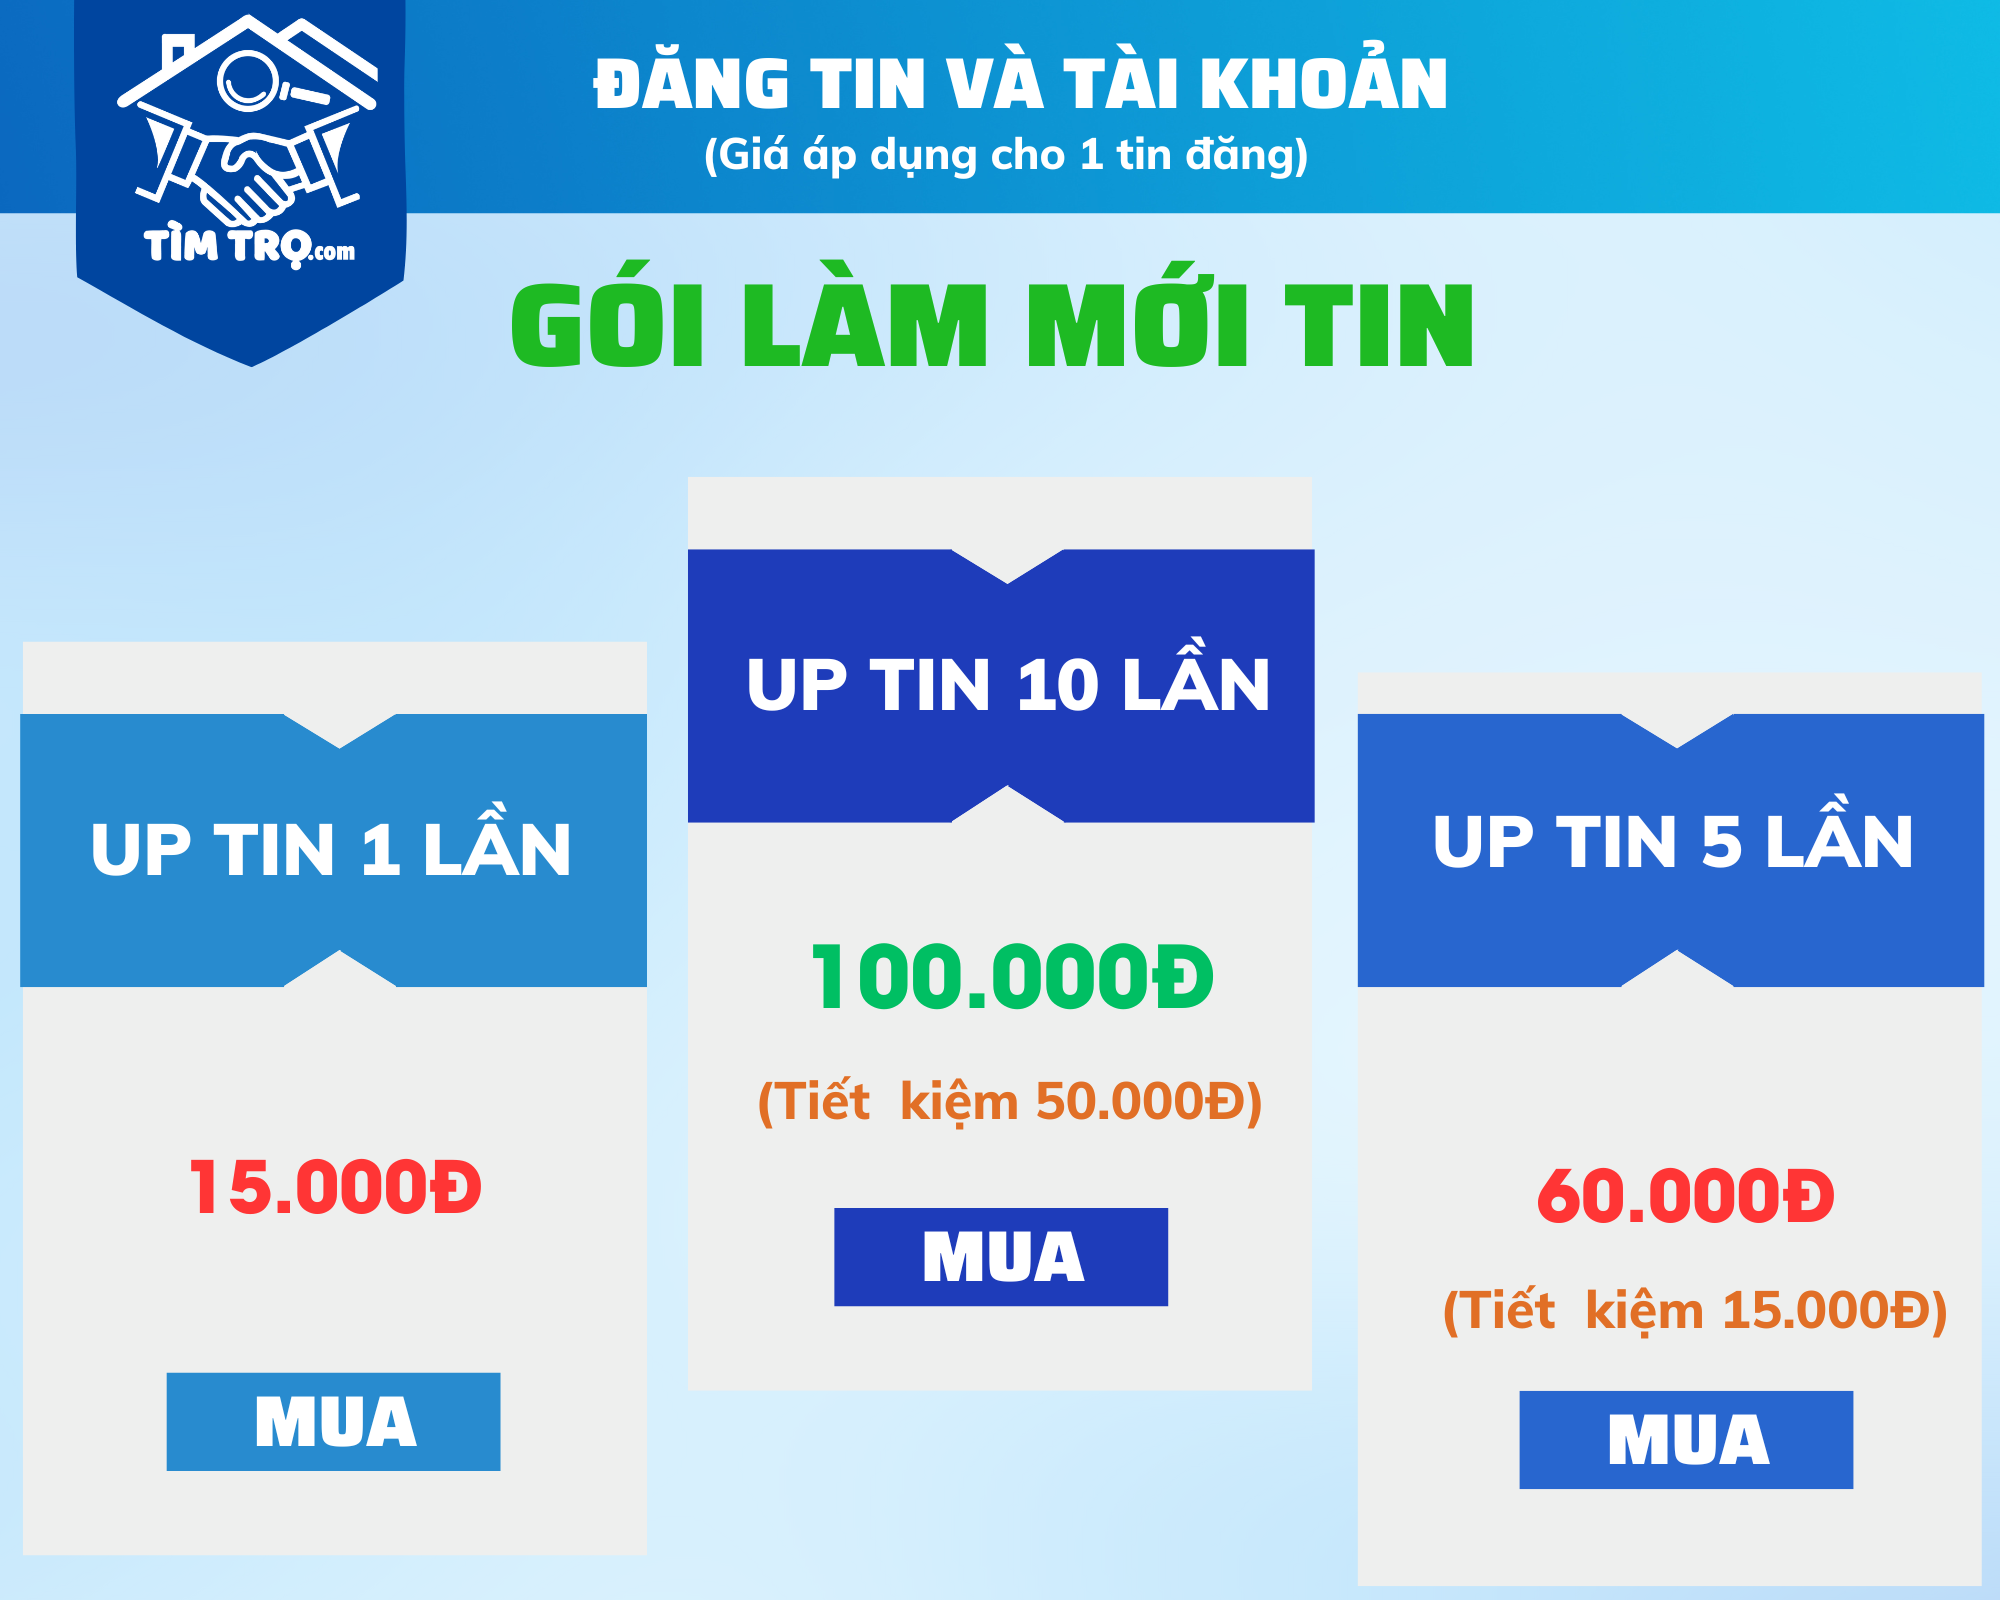 ĐĂNG TIN VÀ TÀI KHOẢN
(Giá áp dụng cho 1 tin đăng)
TÌM TRỌ.com
GÓI LÀM MỚI TIN
UP TIN 1 LẦN
15.000Đ
MUA
UP TIN 10 LẦN
100.000Đ
(Tiết  kiệm 50.000Đ)
MUA
UP TIN 5 LẦN
60.000Đ
(Tiết  kiệm 15.000Đ)
MUA